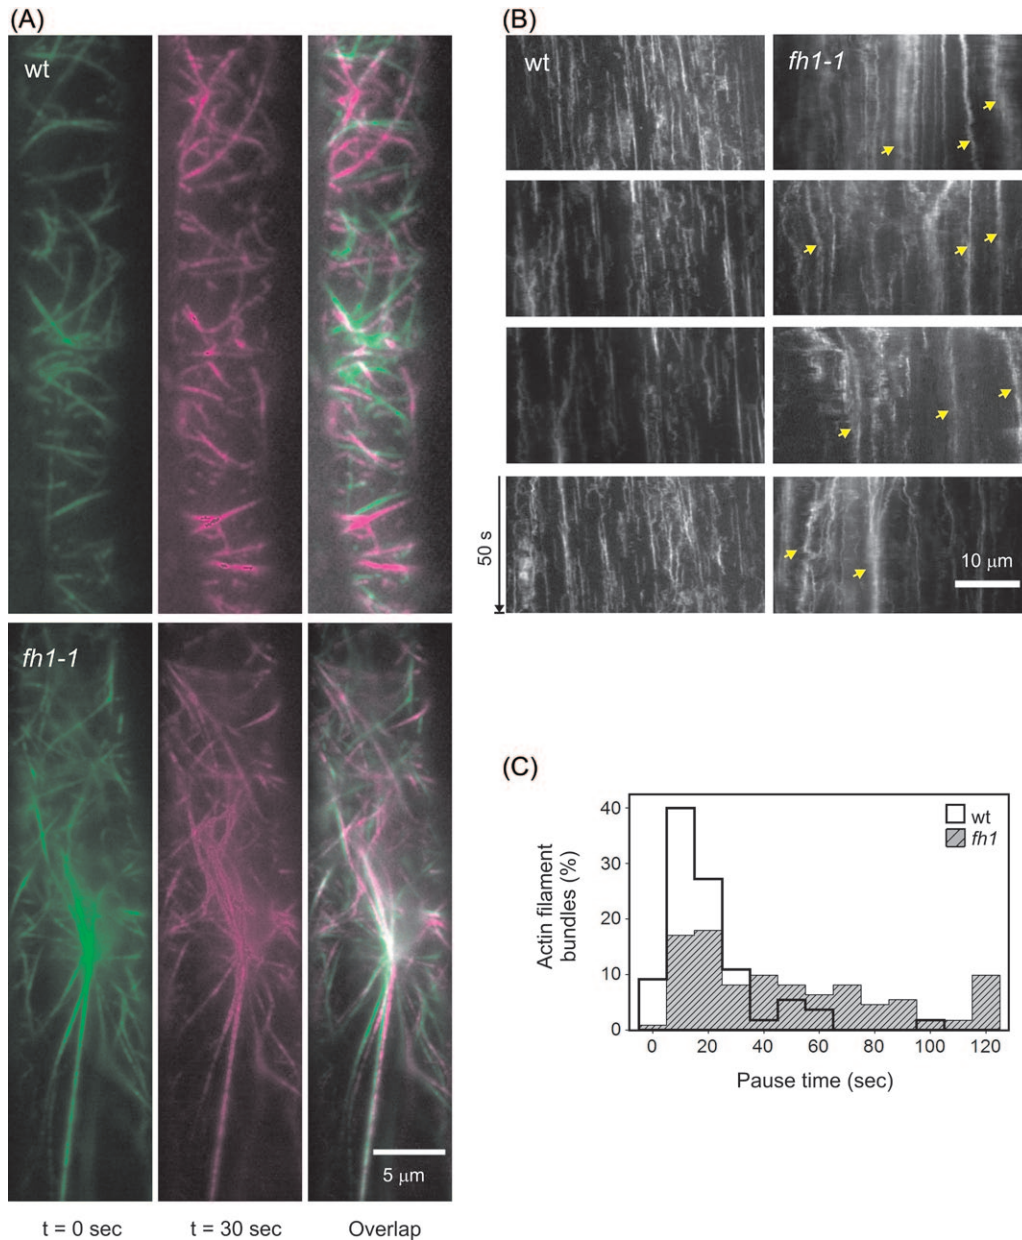 (A)
wt
fh1-1
t = 0 sec
t = 30 sec
Overlap
5 μm
(B)
wt
fh1-1
50 s
10 μm
(C)
Actin filament
bundles (%)
40
30
20
10
0
wt
fh1
0
20
40
60
80
100
120
Pause time (sec)